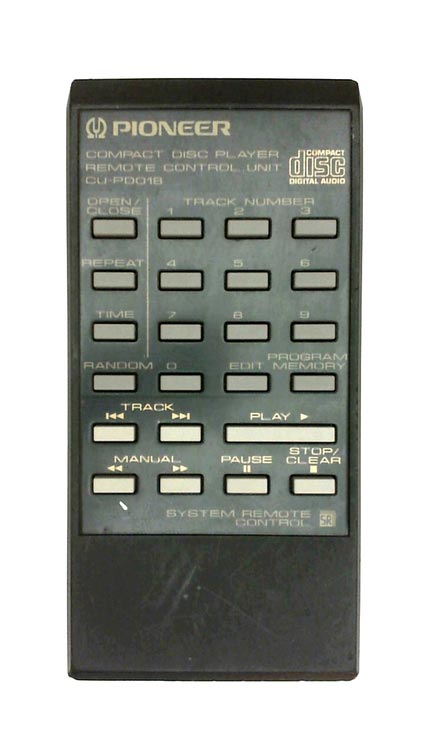 PIONEER
COMPACT DISC PLAYER
REMOTE CONTROL UNIT
CU-PD018
COMPACT
disc
DIGITAL AUDIO
OPEN/
CLOSE
TRACK NUMBER
1 2 3
REPEAT 4 5 6
TIME 7 8 9
RANDOM 0 EDIT PROGRAM
MEMORY
TRACK
PLAY
MANUAL PAUSE STOP/
CLEAR
SYSTEM REMOTE
CONTROL SR